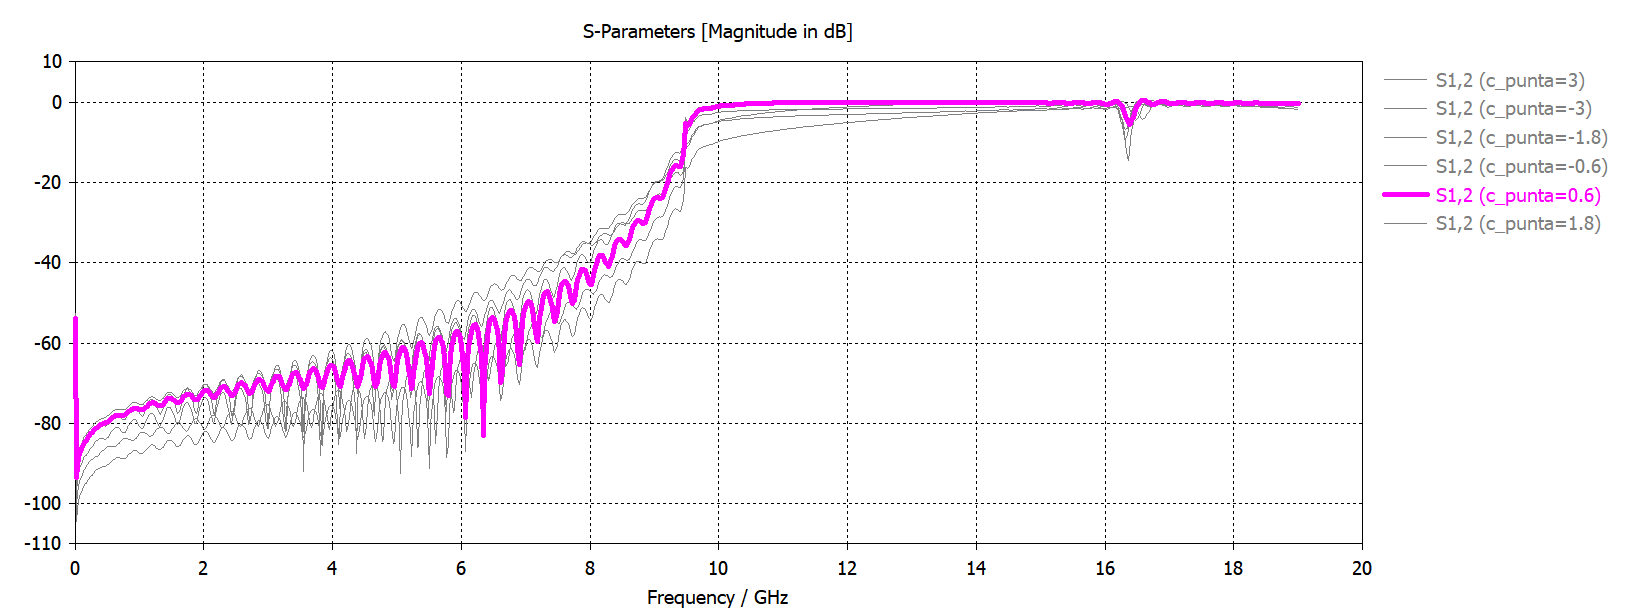 S-Parameters [Magnitude in dB]
10
0
-20
-40
-60
-80
-100
-110
0 2 4 6 8 10 12 14 16 18 20
Frequency / GHz
S1,2 (c_punta=3)
S1,2 (c_punta=-3)
S1,2 (c_punta=-1.8)
S1,2 (c_punta=-0.6)
S1,2 (c_punta=0.6)
S1,2 (c_punta=1.8)